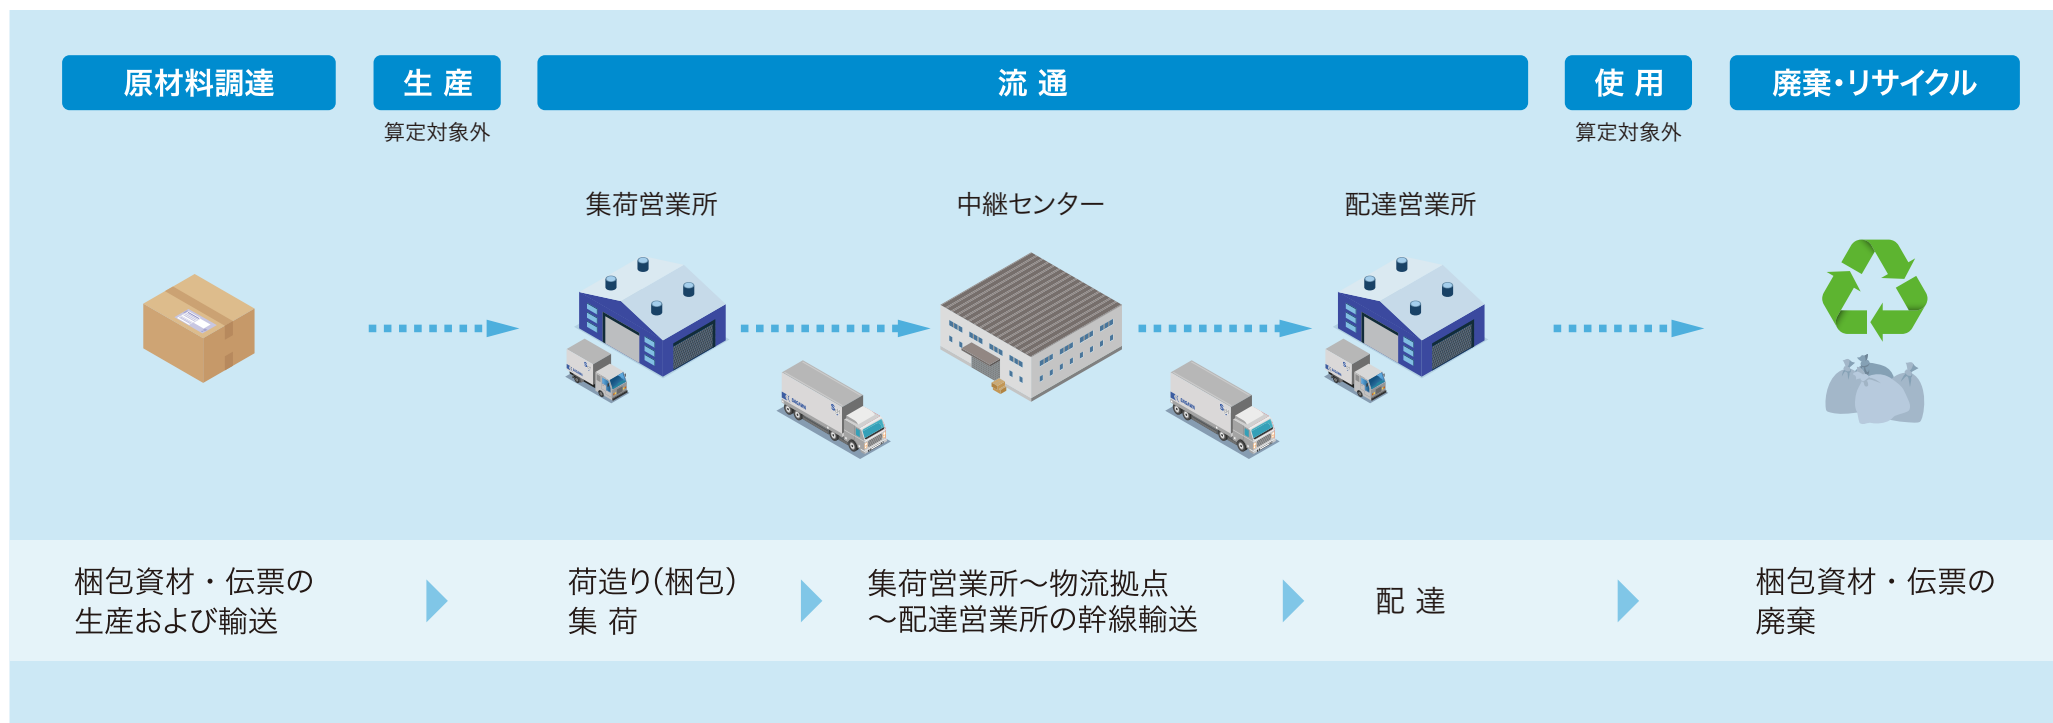 原材料調達
生 産
流 通
使 用
廃棄・リサイクル
算定対象外
算定対象外
集荷営業所
中継センター
配達営業所
梱包資材・伝票の
生産および輸送
荷造り（梱包）
集 荷
集荷営業所～物流拠点
～配達営業所の幹線輸送
配 達
梱包資材・伝票の
廃棄